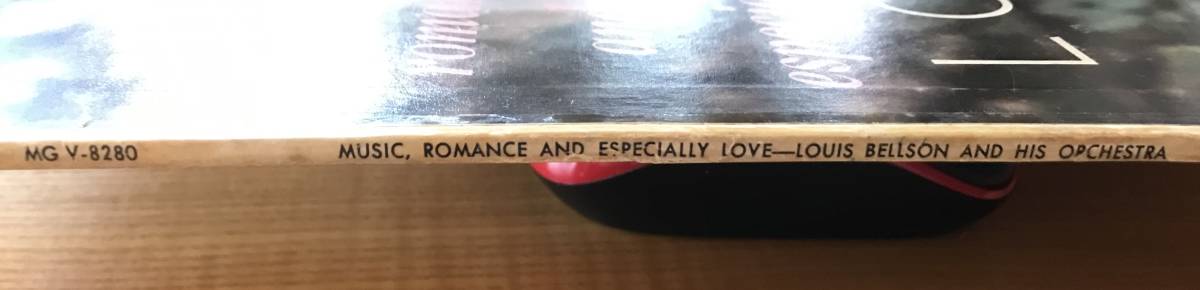 MG V-8280 MUSIC, ROMANCE AND ESPECIALLY LOVE—LOUIS BELLSON AND HIS ORCHESTRA